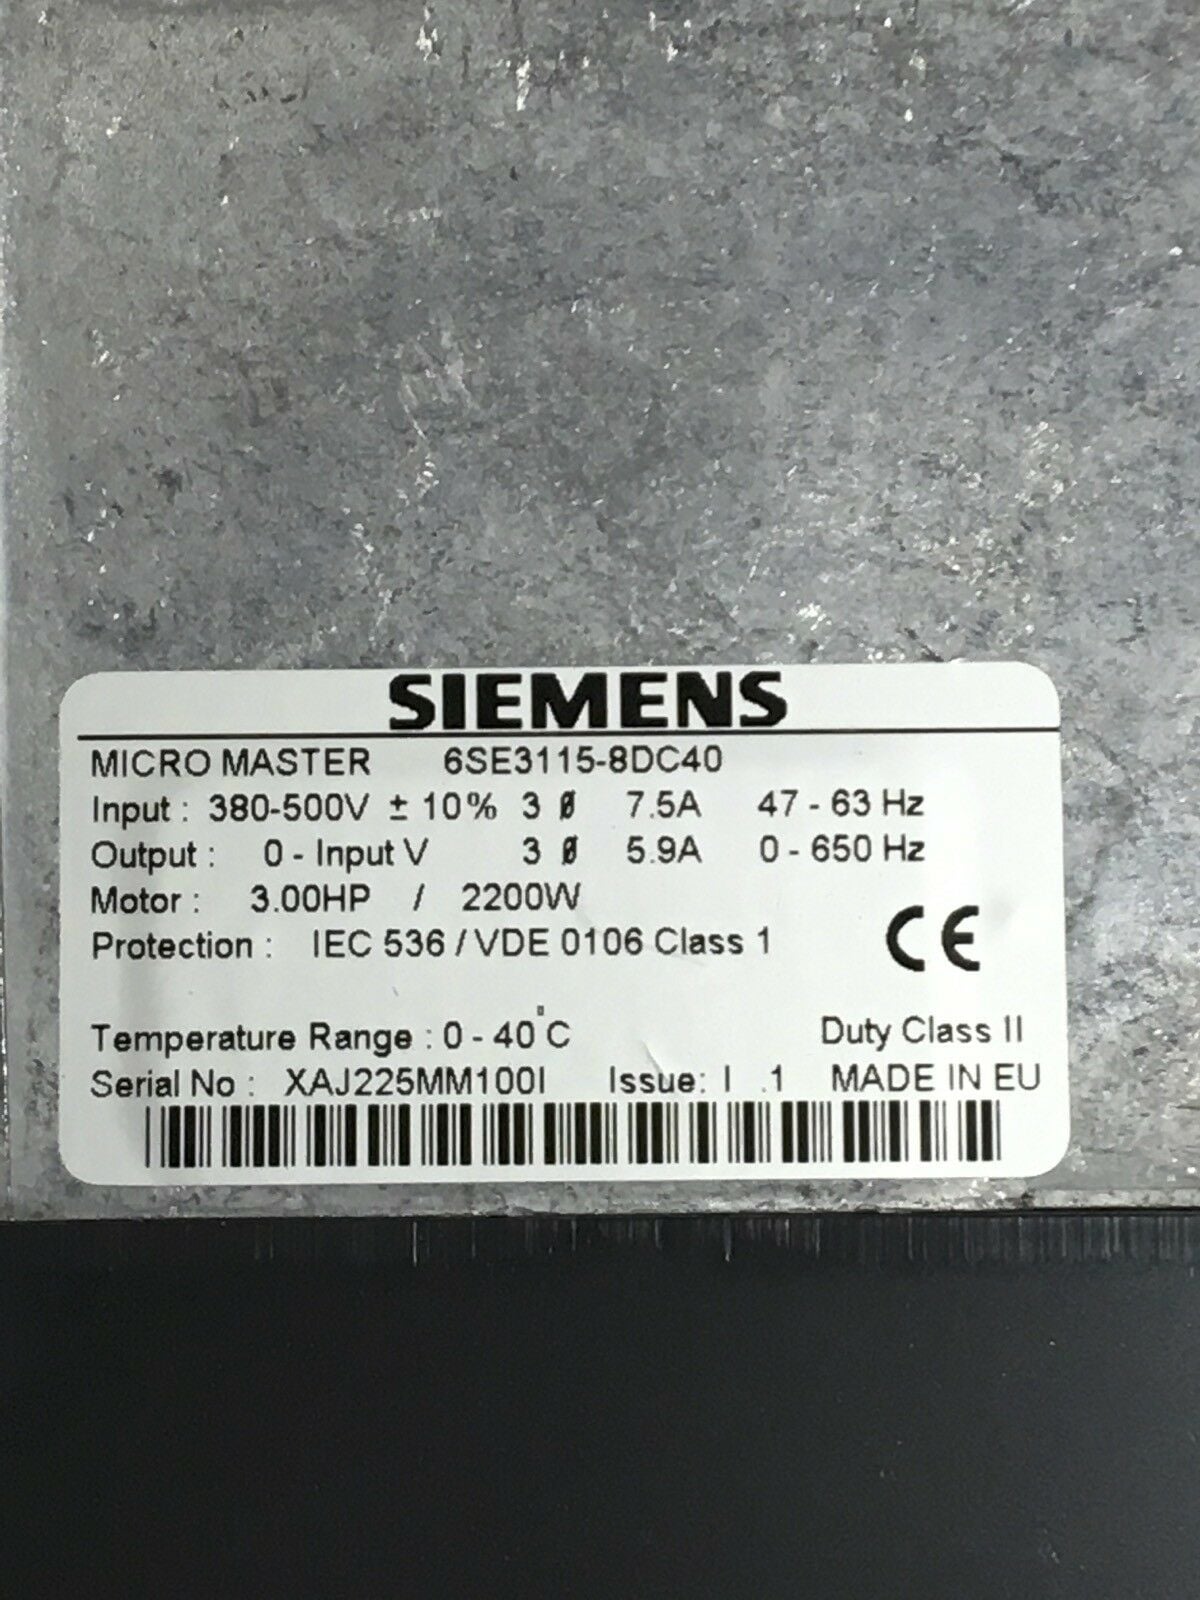 SIEMENS
MICRO MASTER 6SE3115-8DC40
Input : 380-500V ± 10% 3 Ø 7.5A 47 - 63 Hz
Output : 0 - Input V 3 Ø 5.9A 0 - 650 Hz
Motor : 3.00HP / 2200W
Protection : IEC 536 / VDE 0106 Class 1
CE
Temperature Range : 0 - 40°C Duty Class II
Serial No : XAJ225MM100I Issue: I .1 MADE IN EU